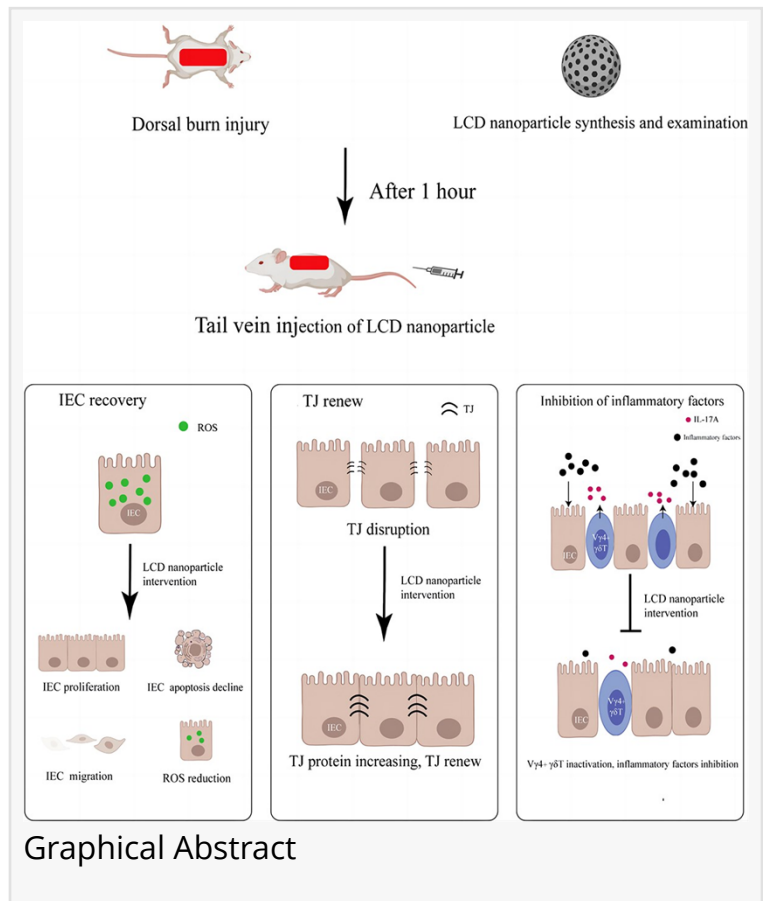 Dorsal burn injury
LCD nanoparticle synthesis and examination
After 1 hour
Tail vein injection of LCD nanoparticle
IEC recovery
ROS
IEC
LCD nanoparticle
intervention
IEC proliferation
IEC apoptosis decline
IEC migration
ROS reduction
TJ renew
TJ
IEC
TJ disruption
LCD nanoparticle
intervention
IEC
TJ protein increasing, TJ renew
Inhibition of inflammatory factors
IL-17A
Inflammatory factors
IEC
Vγ4+
γδT
LCD nanoparticle
intervention
IEC
Vγ4+
γδT
Vγ4+ γδT inactivation, inflammatory factors inhibition
Graphical Abstract